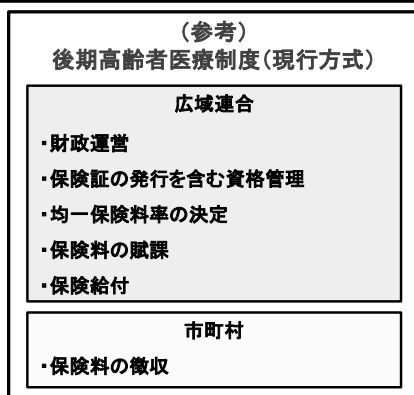 （参考）
後期高齢者医療制度（現行方式）
広域連合
・財政運営
・保険証の発行を含む資格管理
・均一保険料率の決定
・保険料の賦課
・保険給付
市町村
・保険料の徴収